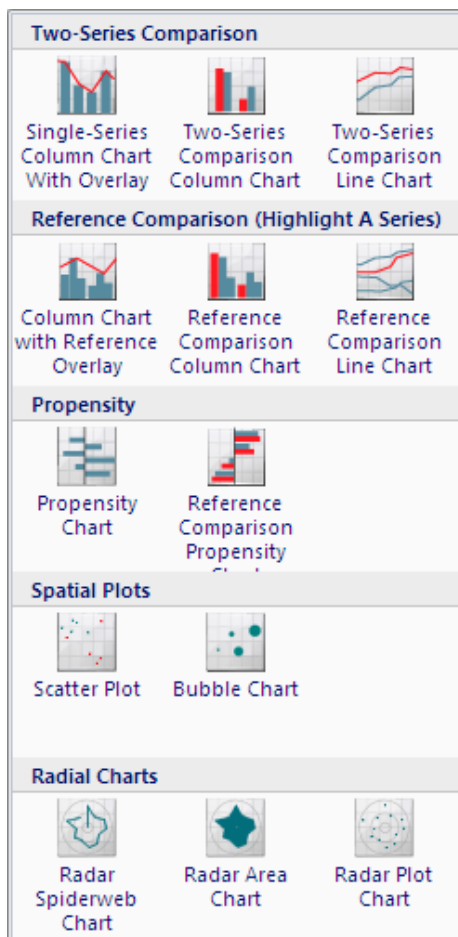 Two-Series Comparison
Single-Series
Column Chart
With Overlay
Two-Series
Comparison
Column Chart
Two-Series
Comparison
Line Chart
Reference Comparison (Highlight A Series)
Column Chart
with Reference
Overlay
Reference
Comparison
Column Chart
Reference
Comparison
Line Chart
Propensity
Propensity
Chart
Reference
Comparison
Propensity
Spatial Plots
Scatter Plot
Bubble Chart
Radial Charts
Radar
Spiderweb
Chart
Radar Area
Chart
Radar Plot
Chart